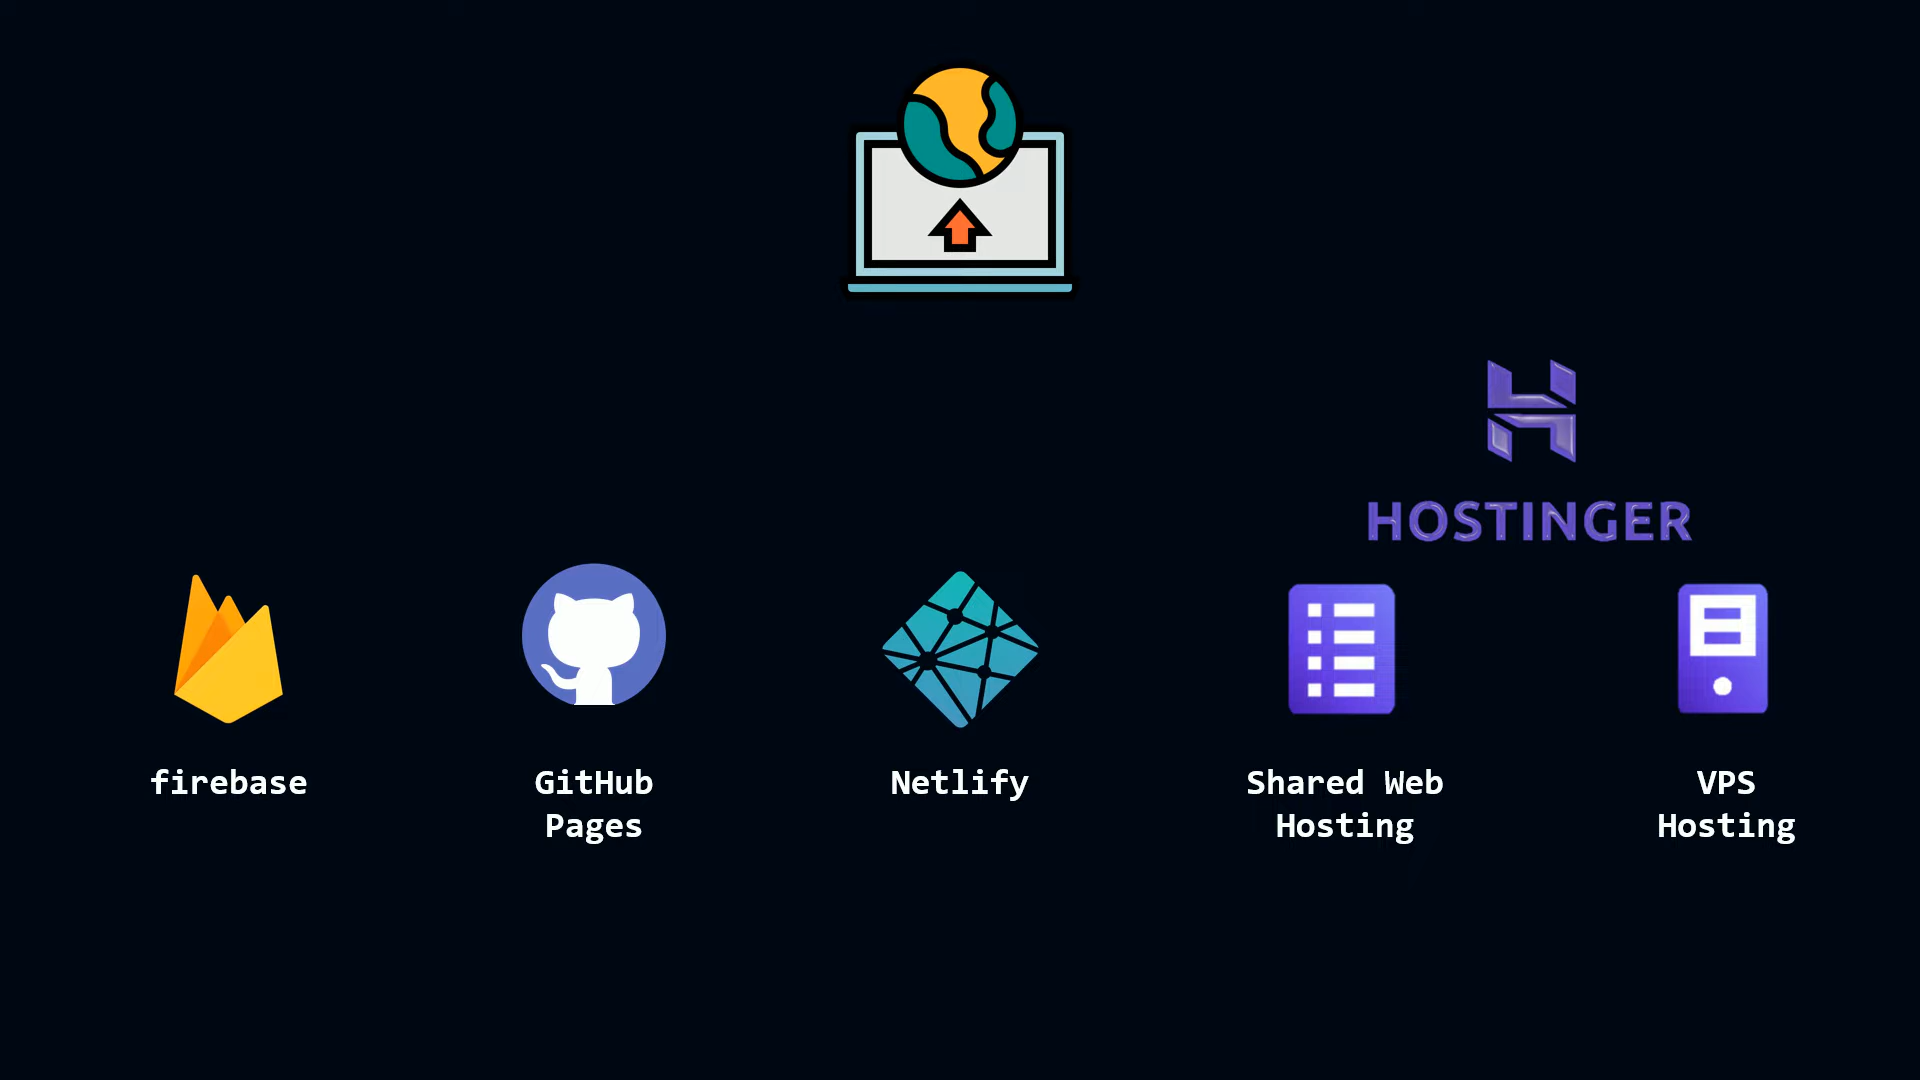 HOSTINGER
firebase
GitHub
Pages
Netlify
Shared Web
Hosting
VPS
Hosting